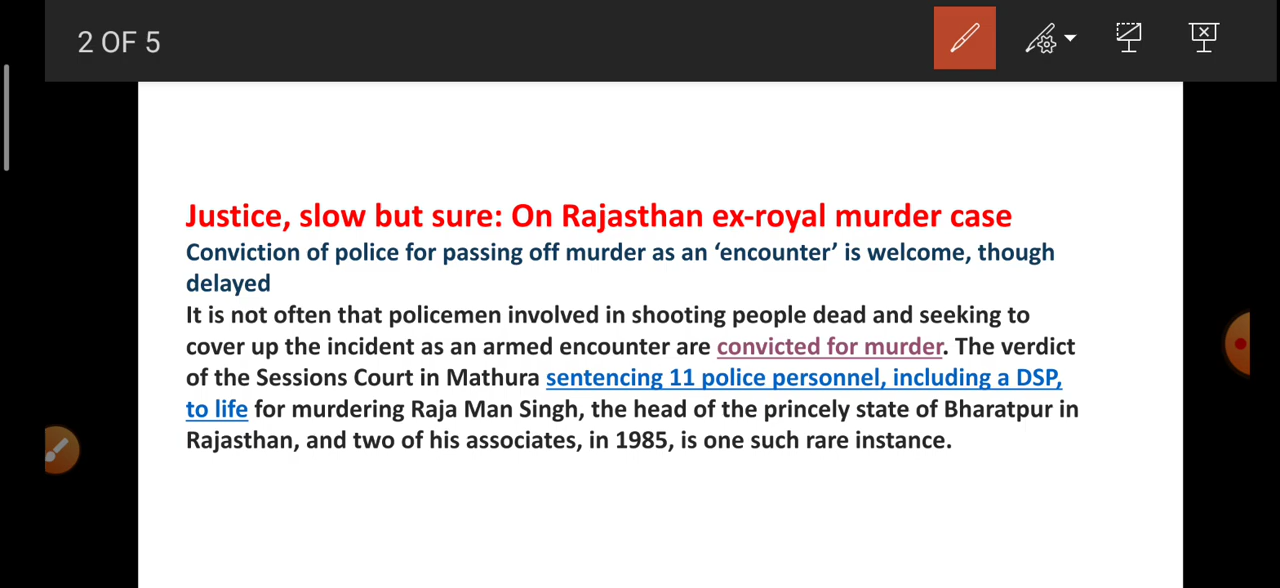 2 OF 5
Justice, slow but sure: On Rajasthan ex-royal murder case
Conviction of police for passing off murder as an ‘encounter’ is welcome, though
delayed
It is not often that policemen involved in shooting people dead and seeking to
cover up the incident as an armed encounter are convicted for murder. The verdict
of the Sessions Court in Mathura sentencing 11 police personnel, including a DSP,
to life for murdering Raja Man Singh, the head of the princely state of Bharatpur in
Rajasthan, and two of his associates, in 1985, is one such rare instance.